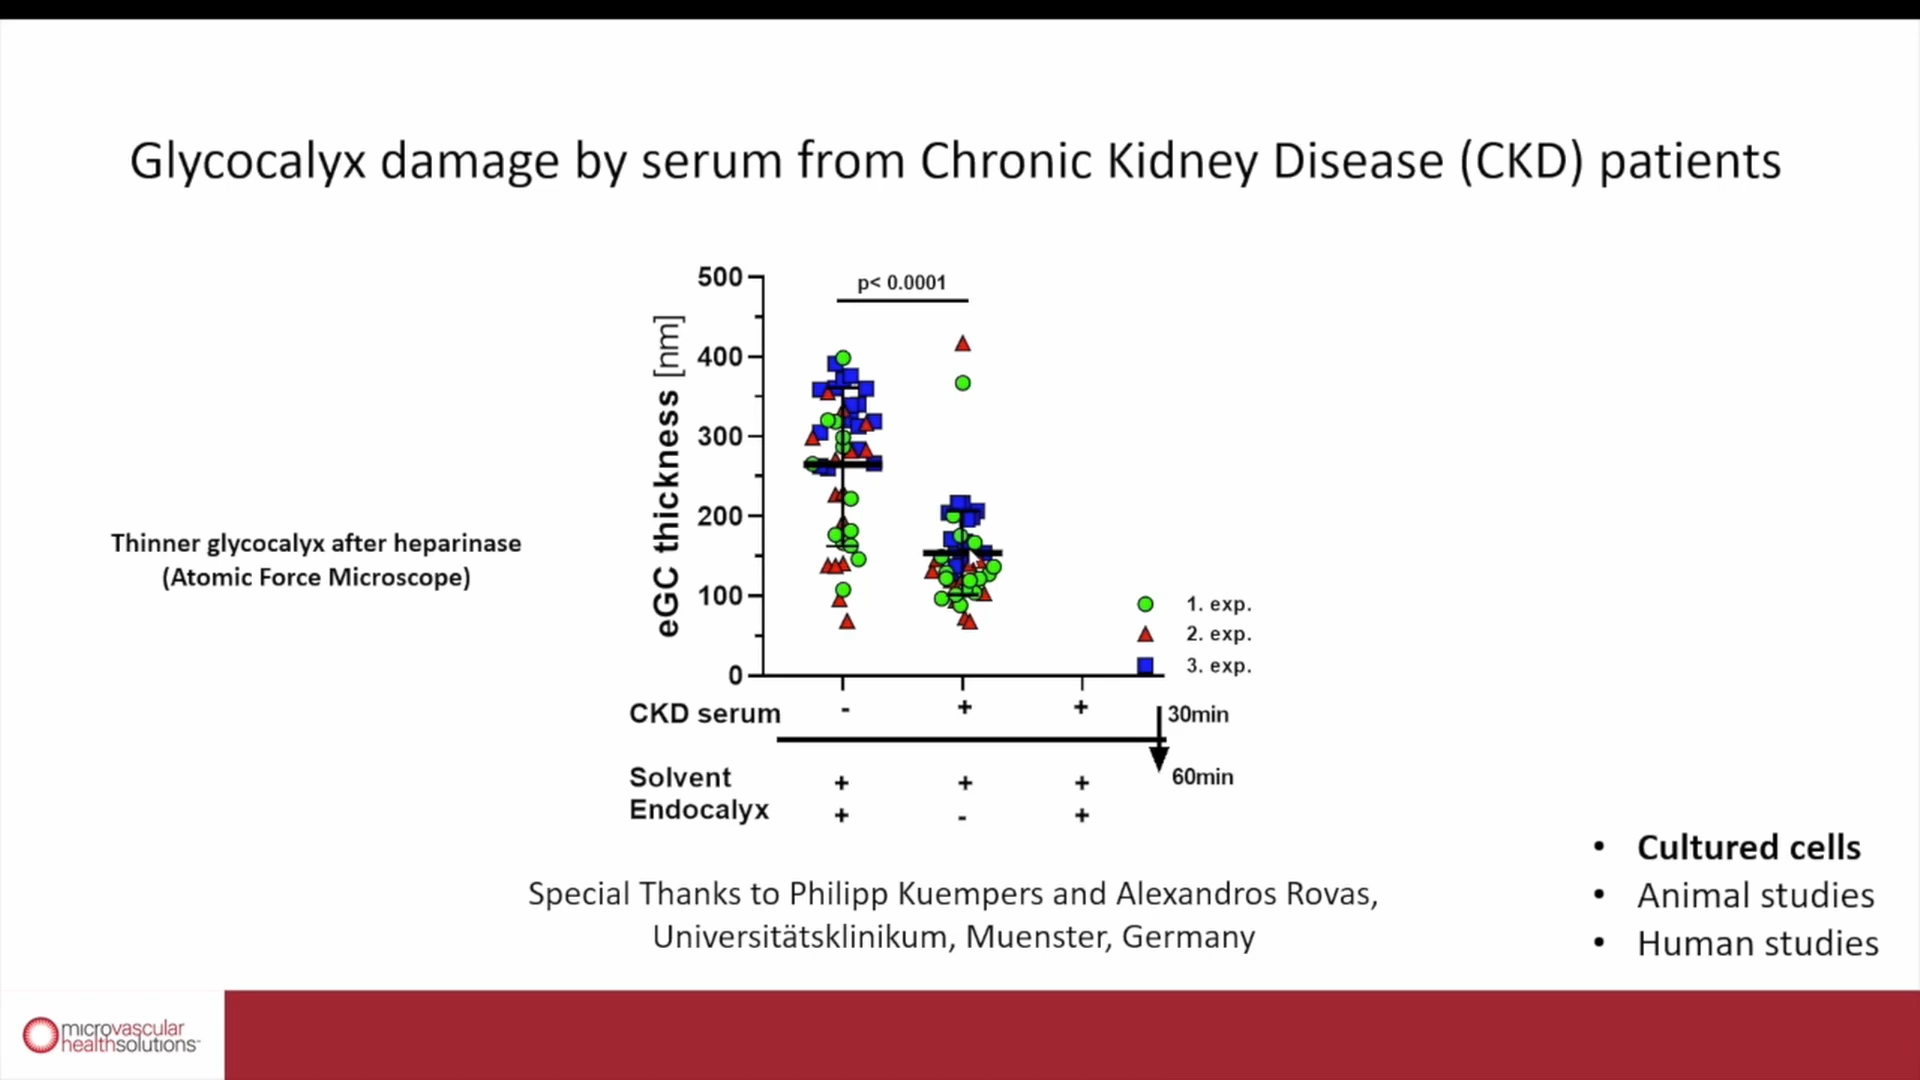 Glycocalyx damage by serum from Chronic Kidney Disease (CKD) patients
500
400
300
200
100
0
eGC thickness [nm]
p< 0.0001
Thinner glycocalyx after heparinase
(Atomic Force Microscope)
1. exp.
2. exp.
3. exp.
CKD serum - + + 30min
Solvent + + + 60min
Endocalyx + - +
Special Thanks to Philipp Kuempers and Alexandros Rovas,
Universitätsklinikum, Muenster, Germany
• Cultured cells
• Animal studies
• Human studies
microvascular
healthsolutions